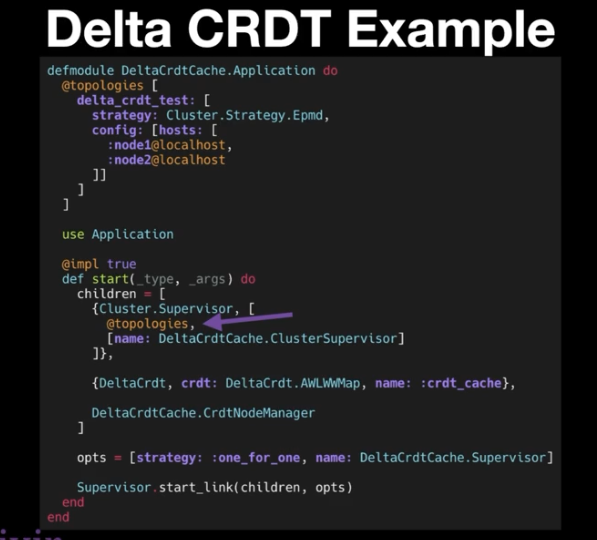 Delta CRDT Example
defmodule DeltaCrdtCache.Application do
  @topologies [
    delta_crdt_test: [
      strategy: Cluster.Strategy.Epmd,
      config: [hosts: [
        :node1@localhost,
        :node2@localhost
      ]]
    ]
  ]

  use Application

  @impl true
  def start(_type, _args) do
    children = [
      {Cluster.Supervisor, [
        @topologies,
        [name: DeltaCrdtCache.ClusterSupervisor]
      ]},

      {DeltaCrdt, crdt: DeltaCrdt.AWLWWMap, name: :crdt_cache},

      DeltaCrdtCache.CrdtNodeManager
    ]

    opts = [strategy: :one_for_one, name: DeltaCrdtCache.Supervisor]

    Supervisor.start_link(children, opts)
  end
end